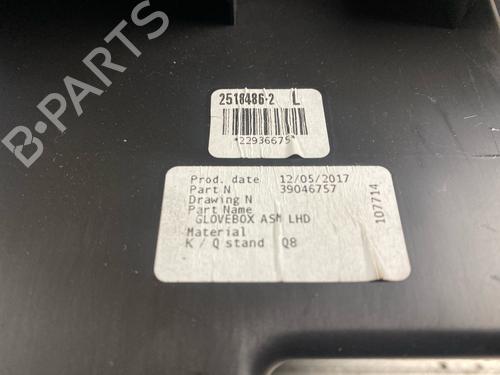 B-PARTS
2518486-2 L
*22936675*
Prod. date 12/05/2017
Part N 39046757
Drawing N
Part Name
GLOVEBOX ASM LHD
Material
K / Q stand Q8
107714